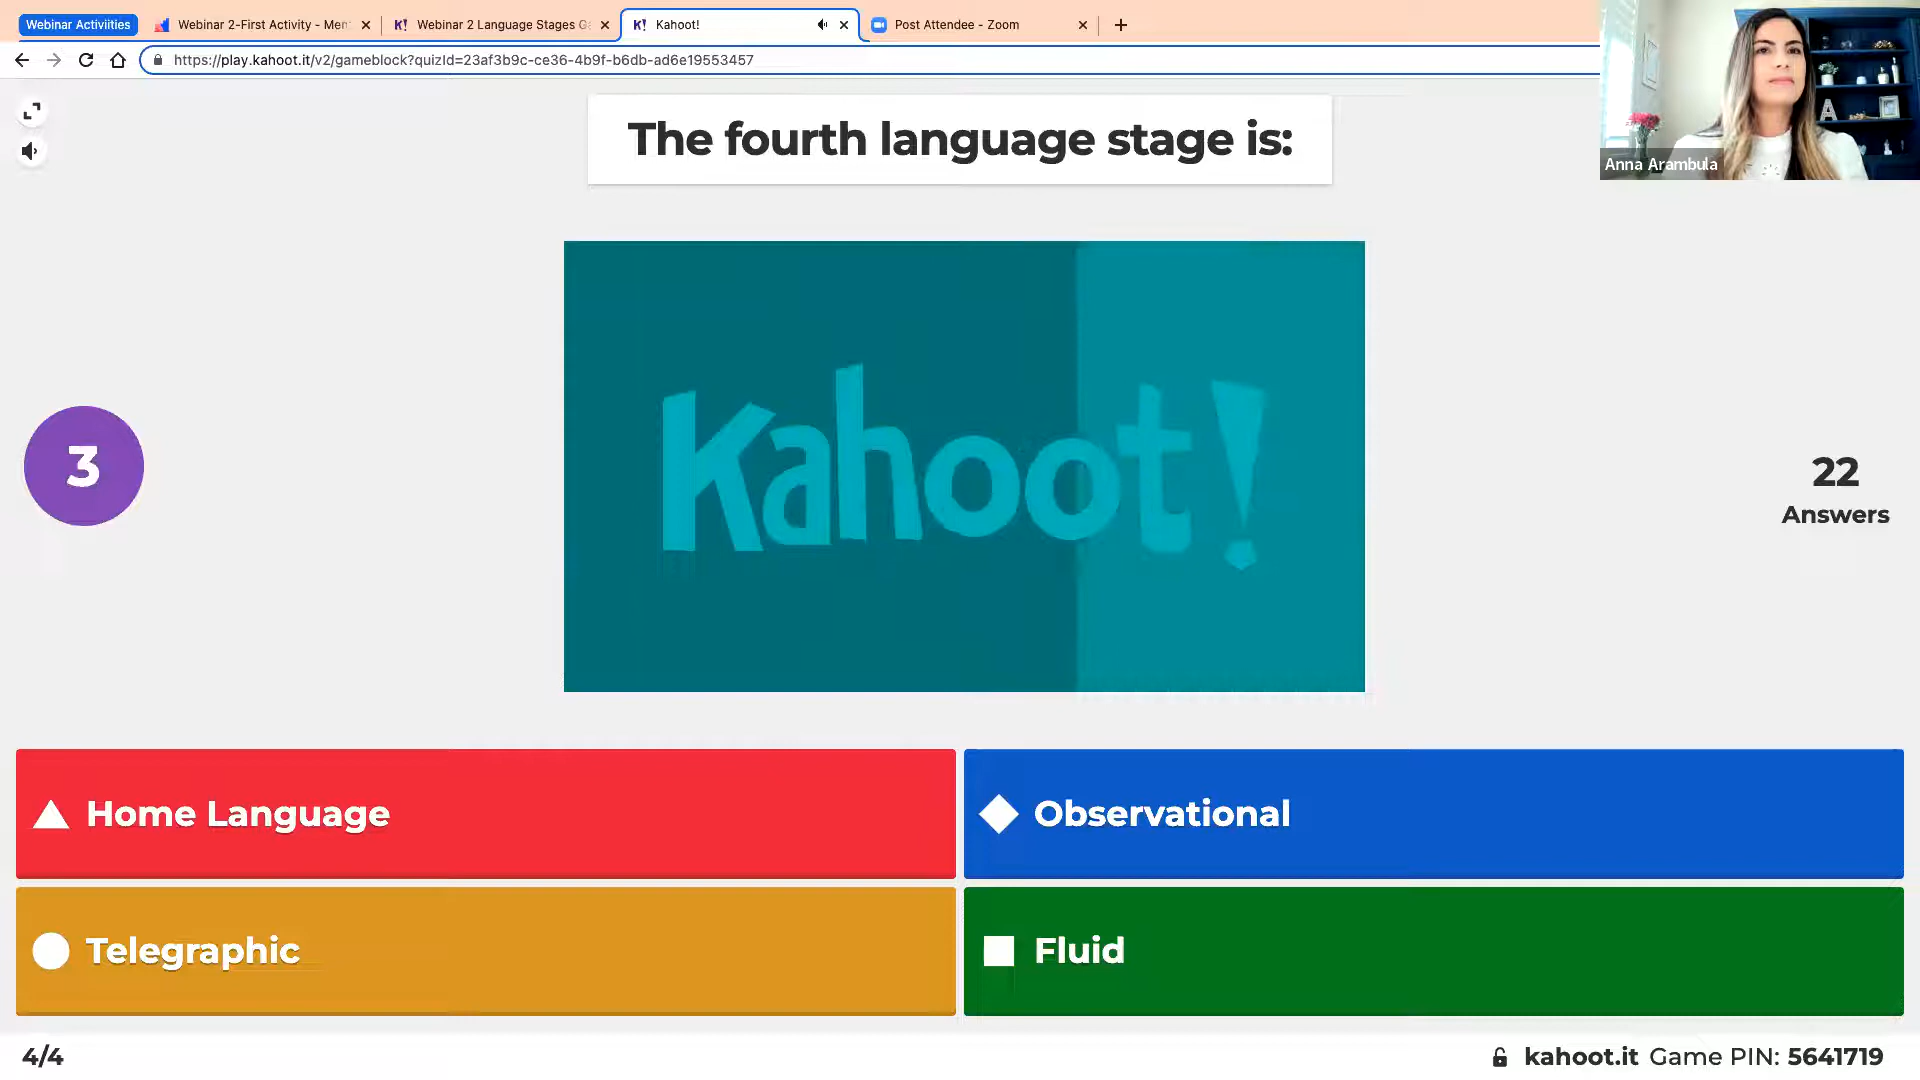 Webinar Activiities
Webinar 2-First Activity - Men
Webinar 2 Language Stages Ga
Kahoot!
Post Attendee - Zoom
https://play.kahoot.it/v2/gameblock?quizId=23af3b9c-ce36-4b9f-b6db-ad6e19553457
The fourth language stage is:
A
Anna Arambula
Kahoot!
3
22
Answers
Home Language
Observational
Telegraphic
Fluid
4/4
kahoot.it Game PIN: 5641719